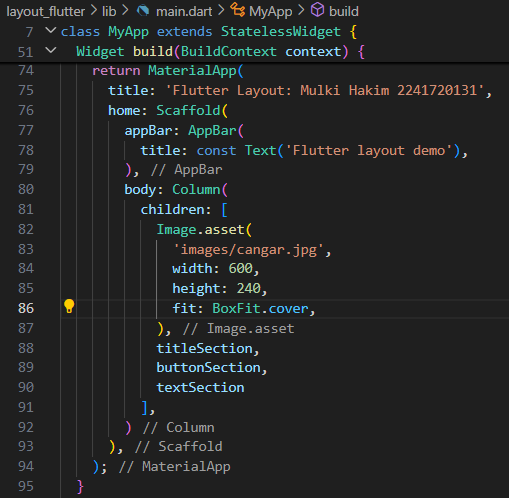 layout_flutter > lib > main.dart > MyApp > build
7 class MyApp extends StatelessWidget {
51 Widget build(BuildContext context) {
74 return MaterialApp(
75 title: 'Flutter Layout: Mulki Hakim 2241720131',
76 home: Scaffold(
77 appBar: AppBar(
78 title: const Text('Flutter layout demo'),
79 ), // AppBar
80 body: Column(
81 children: [
82 Image.asset(
83 'images/cangar.jpg',
84 width: 600,
85 height: 240,
86 fit: BoxFit.cover,
87 ), // Image.asset
88 titleSection,
89 buttonSection,
90 textSection
91 ],
92 ) // Column
93 ), // Scaffold
94 ); // MaterialApp
95 }